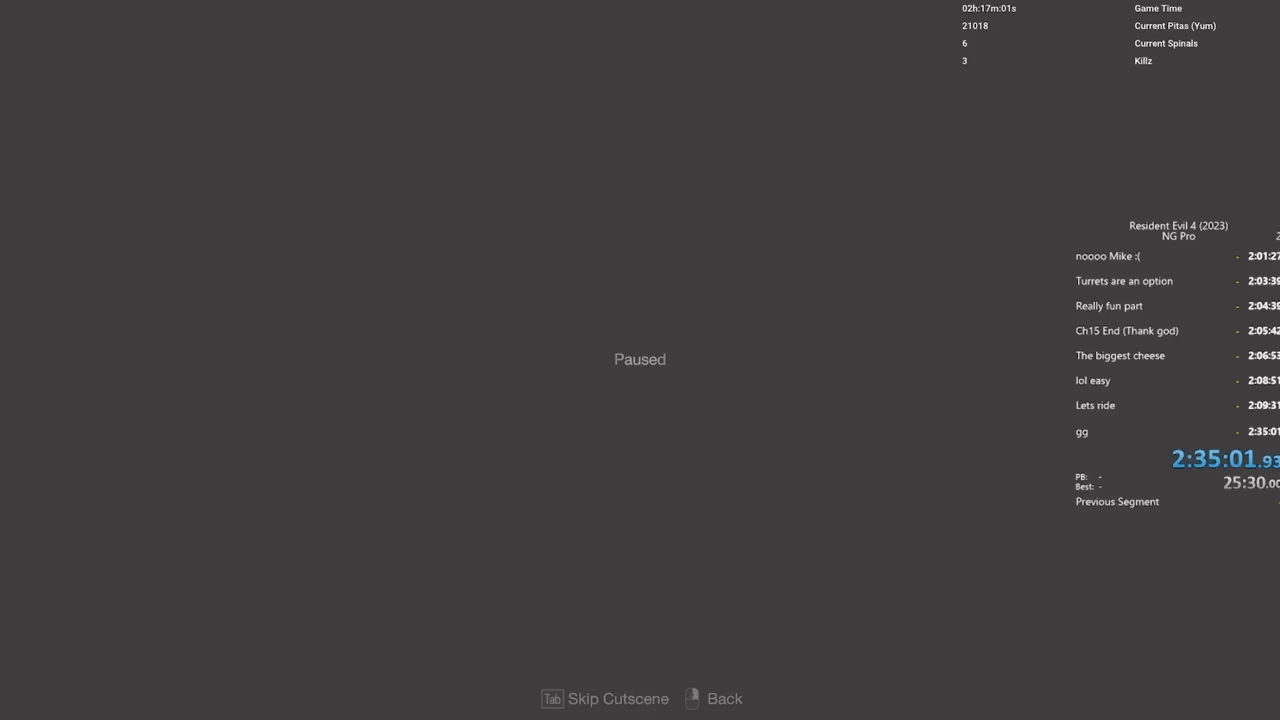 02h:17m:01s Game Time
21018 Current Pitas (Yum)
6 Current Spinals
3 Killz
Resident Evil 4 (2023)
NG Pro 2
noooo Mike :( - 2:01:27
Turrets are an option - 2:03:39
Really fun part - 2:04:39
Ch15 End (Thank god) - 2:05:42
The biggest cheese - 2:06:53
lol easy - 2:08:51
Lets ride - 2:09:31
gg - 2:35:01
2:35:01.93
PB: -
Best: -
25:30.00
Previous Segment
Paused
Tab Skip Cutscene Back